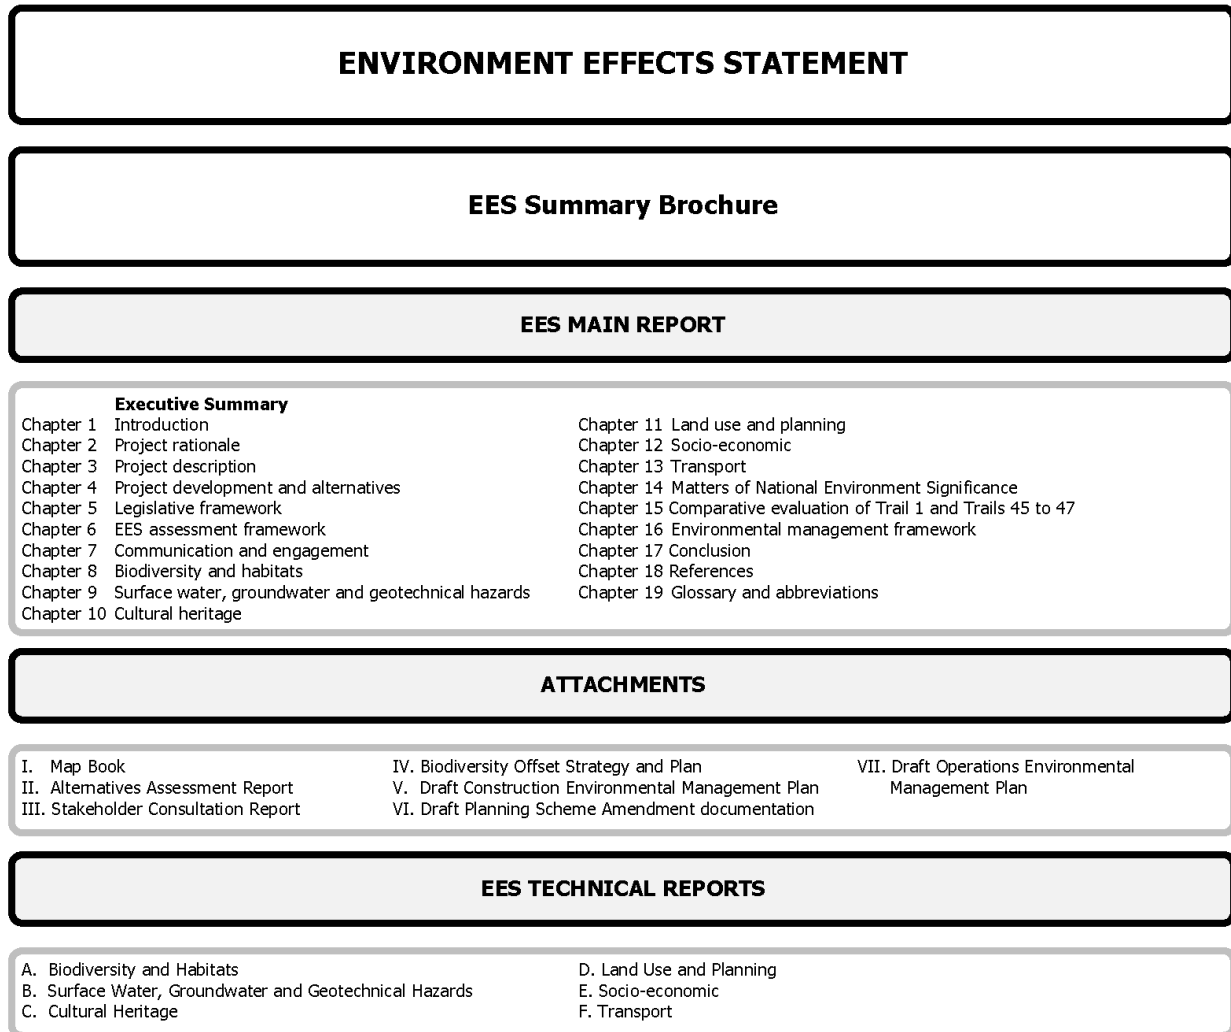 ENVIRONMENT EFFECTS STATEMENT
EES Summary Brochure
EES MAIN REPORT
Executive Summary
Chapter 1 Introduction
Chapter 2 Project rationale
Chapter 3 Project description
Chapter 4 Project development and alternatives
Chapter 5 Legislative framework
Chapter 6 EES assessment framework
Chapter 7 Communication and engagement
Chapter 8 Biodiversity and habitats
Chapter 9 Surface water, groundwater and geotechnical hazards
Chapter 10 Cultural heritage
Chapter 11 Land use and planning
Chapter 12 Socio-economic
Chapter 13 Transport
Chapter 14 Matters of National Environment Significance
Chapter 15 Comparative evaluation of Trail 1 and Trails 45 to 47
Chapter 16 Environmental management framework
Chapter 17 Conclusion
Chapter 18 References
Chapter 19 Glossary and abbreviations
ATTACHMENTS
I. Map Book
II. Alternatives Assessment Report
III. Stakeholder Consultation Report
IV. Biodiversity Offset Strategy and Plan
V. Draft Construction Environmental Management Plan
VI. Draft Planning Scheme Amendment documentation
VII. Draft Operations Environmental
Management Plan
EES TECHNICAL REPORTS
A. Biodiversity and Habitats
B. Surface Water, Groundwater and Geotechnical Hazards
C. Cultural Heritage
D. Land Use and Planning
E. Socio-economic
F. Transport